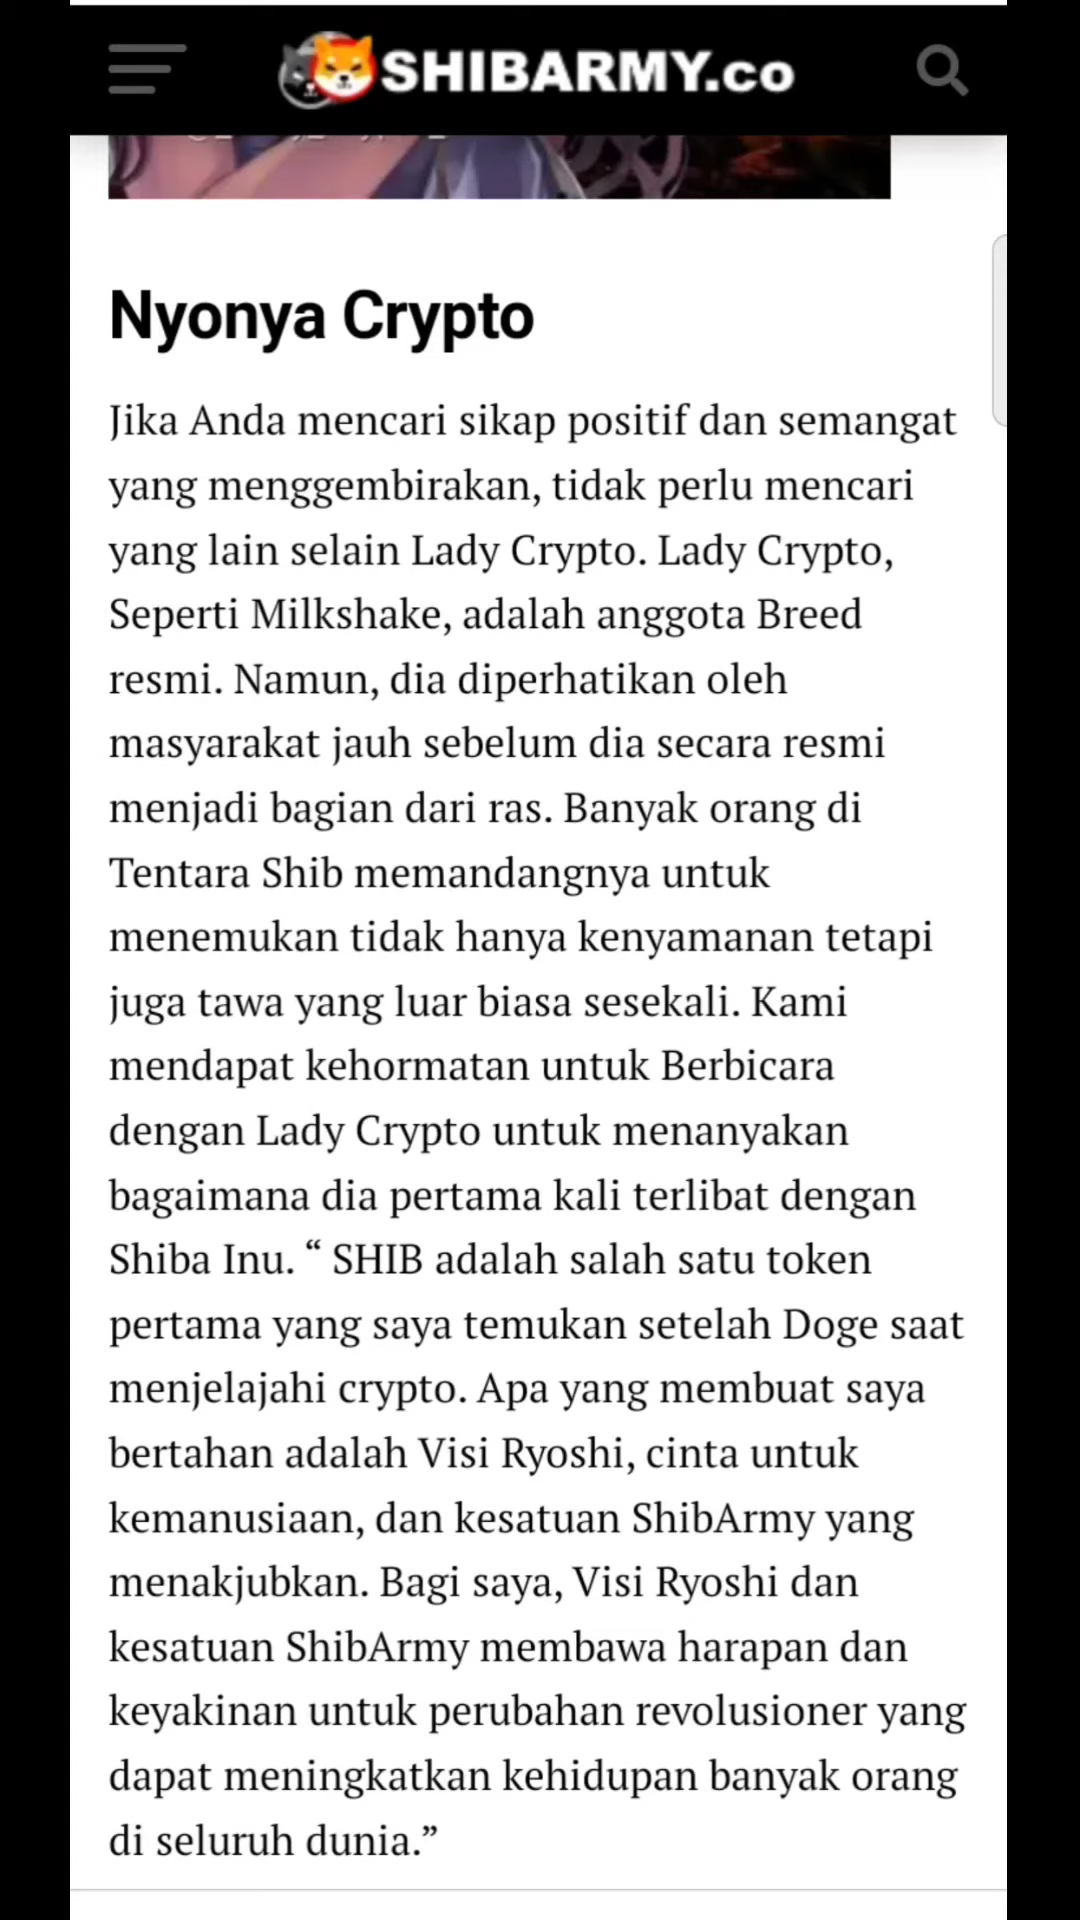 SHIBARMY.co
Nyonya Crypto
Jika Anda mencari sikap positif dan semangat
yang menggembirakan, tidak perlu mencari
yang lain selain Lady Crypto. Lady Crypto,
Seperti Milkshake, adalah anggota Breed
resmi. Namun, dia diperhatikan oleh
masyarakat jauh sebelum dia secara resmi
menjadi bagian dari ras. Banyak orang di
Tentara Shib memandangnya untuk
menemukan tidak hanya kenyamanan tetapi
juga tawa yang luar biasa sesekali. Kami
mendapat kehormatan untuk Berbicara
dengan Lady Crypto untuk menanyakan
bagaimana dia pertama kali terlibat dengan
Shiba Inu. “ SHIB adalah salah satu token
pertama yang saya temukan setelah Doge saat
menjelajahi crypto. Apa yang membuat saya
bertahan adalah Visi Ryoshi, cinta untuk
kemanusiaan, dan kesatuan ShibArmy yang
menakjubkan. Bagi saya, Visi Ryoshi dan
kesatuan ShibArmy membawa harapan dan
keyakinan untuk perubahan revolusioner yang
dapat meningkatkan kehidupan banyak orang
di seluruh dunia.”